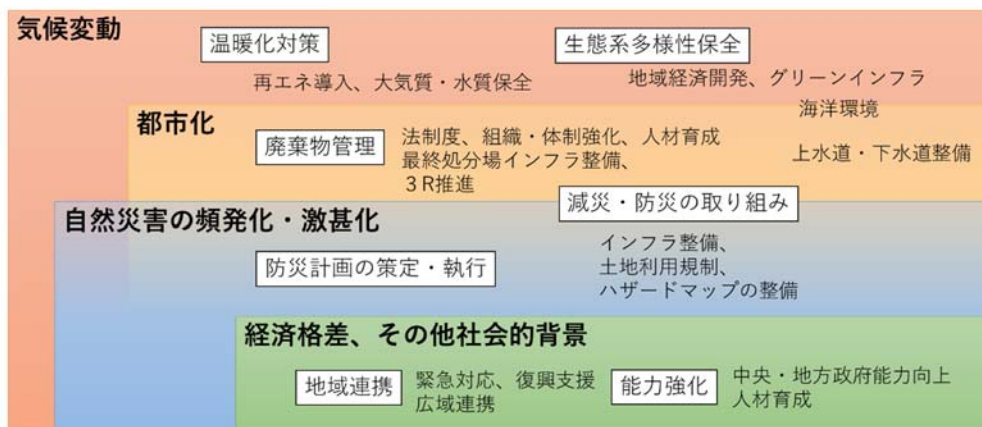 気候変動
温暖化対策
生態系多様性保全
再エネ導入、大気質・水質保全
地域経済開発、グリーンインフラ
海洋環境
都市化
廃棄物管理
法制度、組織・体制強化、人材育成
最終処分場インフラ整備、
３R推進
上水道・下水道整備
減災・防災の取り組み
自然災害の頻発化・激甚化
インフラ整備、
土地利用規制、
ハザードマップの整備
防災計画の策定・執行
経済格差、その他社会的背景
地域連携
緊急対応、復興支援
広域連携
能力強化
中央・地方政府能力向上
人材育成